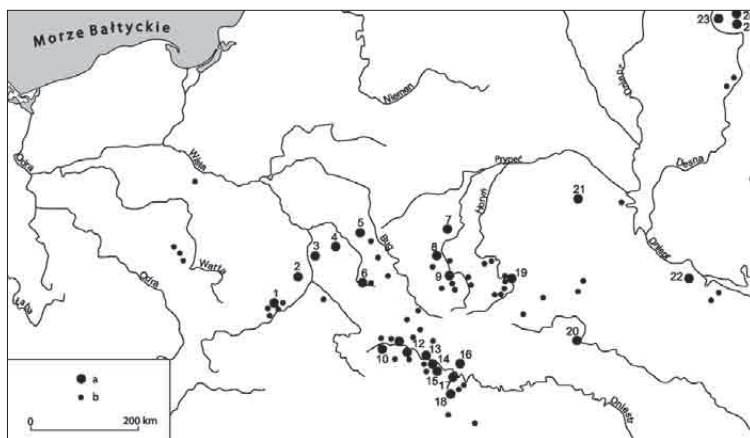 Morze Bałtyckie
23
Niemen
Dniepr
Odra
Wisła
Prypeć
Desna
Horyń
21
7
5
4
Bug
3
8
2
Warta
9
19
22
Dniepr
6
Odra
Łaba
1
20
12
13
16
10
14
15
17
18
Dniestr
a
b
0 200 km